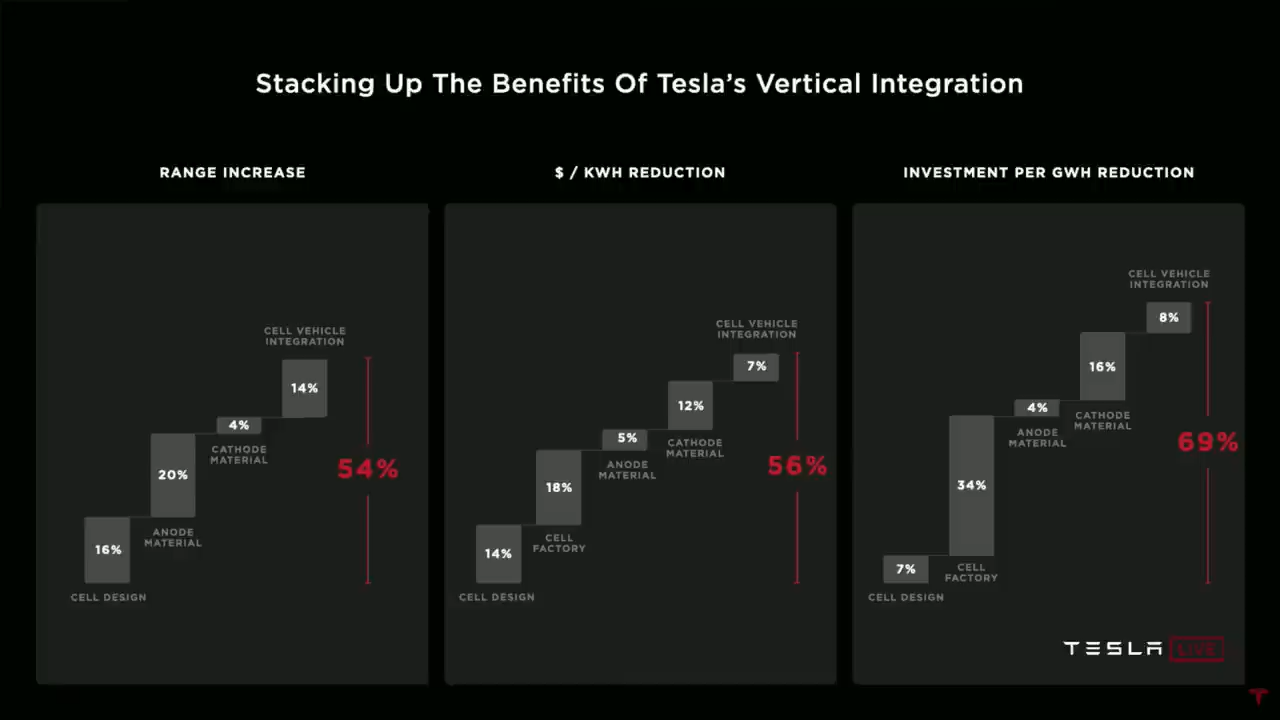 Stacking Up The Benefits Of Tesla's Vertical Integration
RANGE INCREASE
CELL VEHICLE
INTEGRATION
14%
4%
CATHODE
MATERIAL
20%
ANODE
MATERIAL
16%
CELL DESIGN
54%
$ / KWH REDUCTION
CELL VEHICLE
INTEGRATION
7%
12%
CATHODE
MATERIAL
5%
ANODE
MATERIAL
18%
CELL
FACTORY
14%
CELL DESIGN
56%
INVESTMENT PER GWH REDUCTION
CELL VEHICLE
INTEGRATION
8%
16%
CATHODE
MATERIAL
4%
ANODE
MATERIAL
34%
CELL
FACTORY
7%
CELL DESIGN
69%
TESLA LIVE